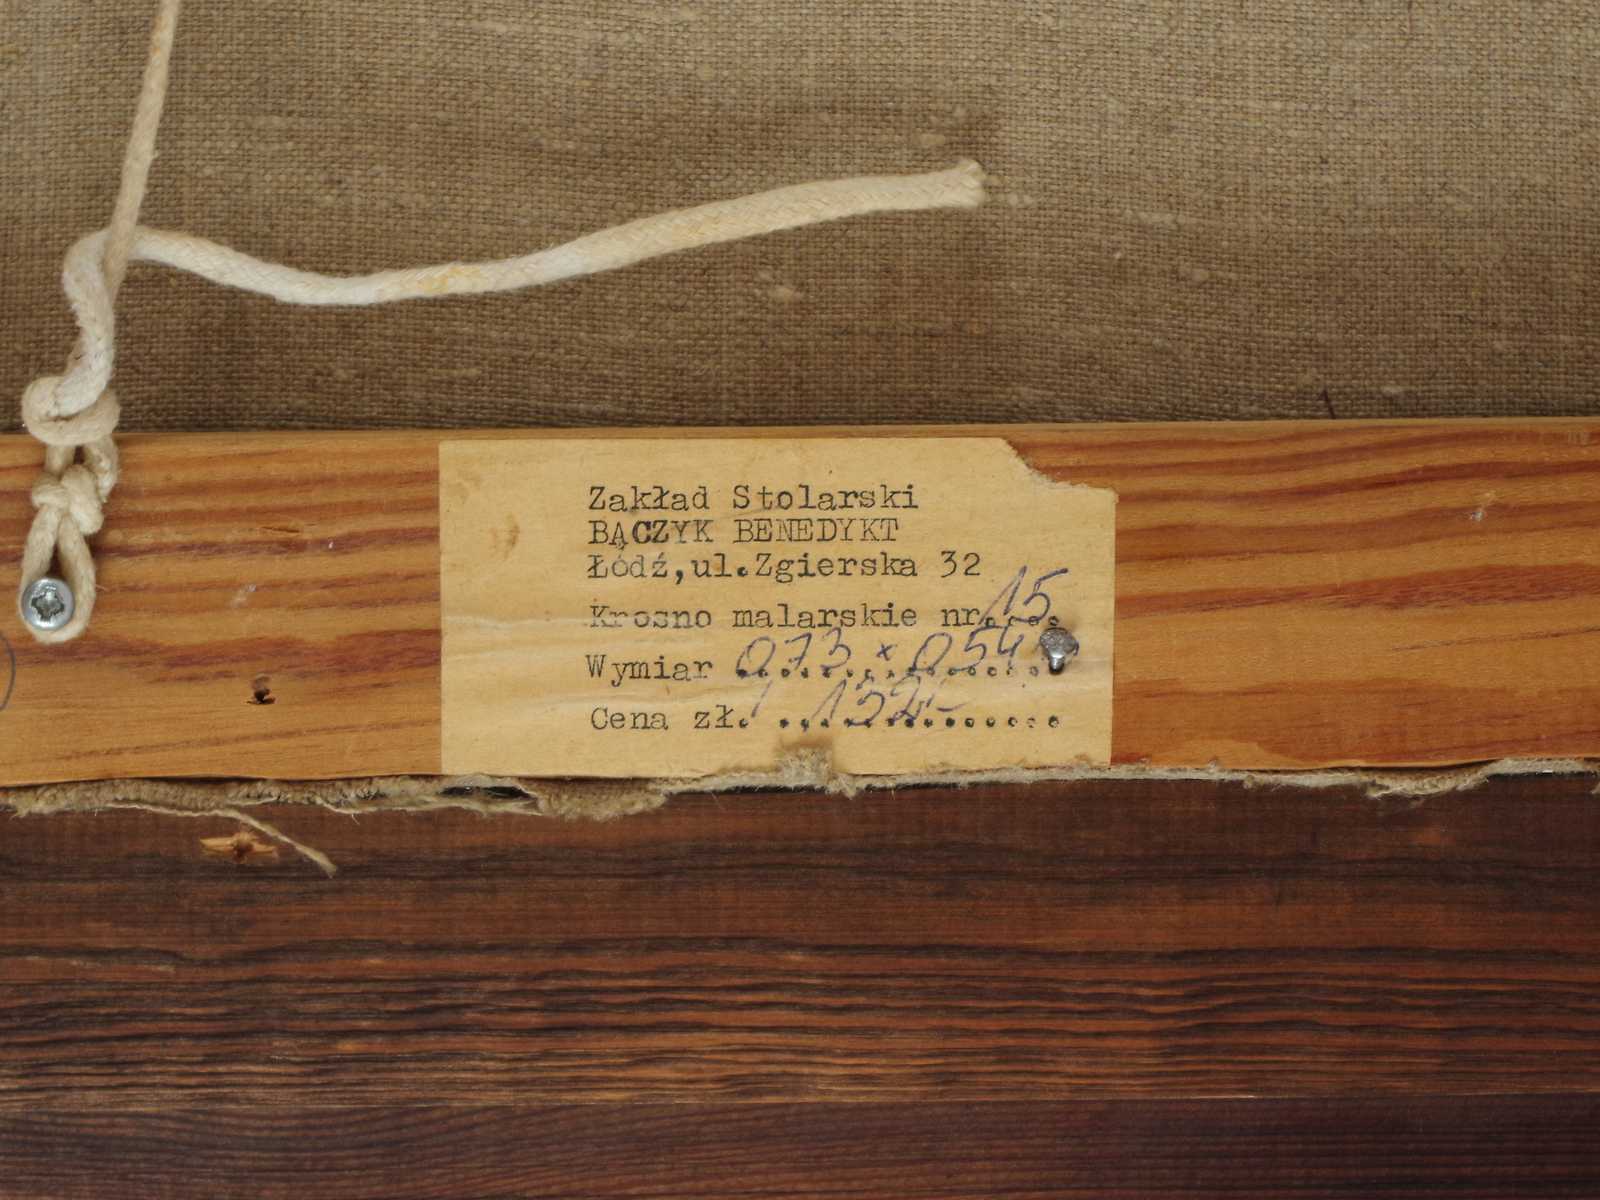 Zakład Stolarski
BĄCZYK BENEDYKT
Łódź,ul.Zgierska 32
Krosno malarskie nr.15.
Wymiar 0,73 x 0,54
Cena zł. 152,-